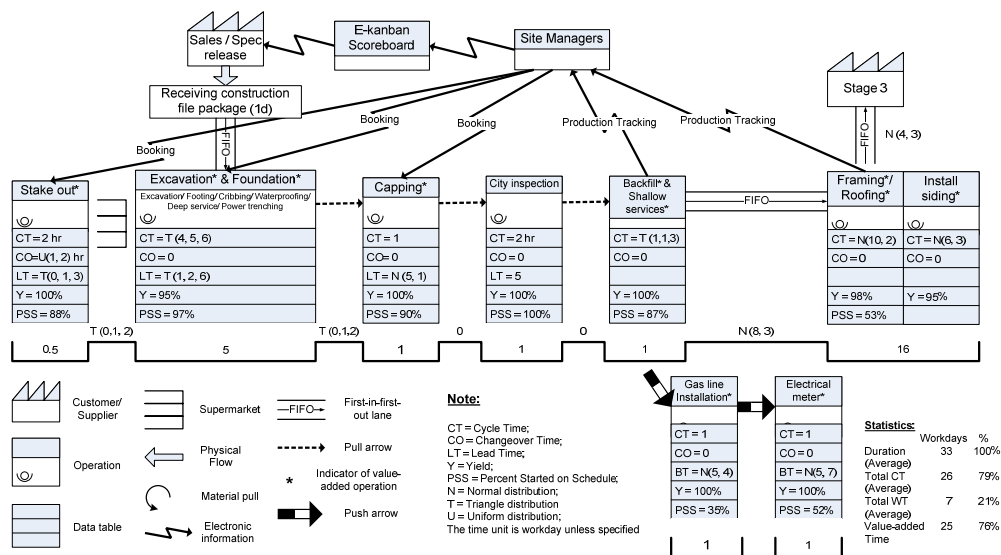 Sales / Spec
release
E-kanban
Scoreboard
Site Managers
Receiving construction
file package (1d)
Stage 3
FIFO
FIFO
N(4, 3)
Booking
Booking
Booking
Production Tracking
Production Tracking
Stake out*
CT=2 hr
CO=U(1, 2) hr
LT=T(0, 1, 3)
Y = 100%
PSS= 88%
Excavation* & Foundation*
Excavation/ Footing/ Cribbing/ Waterproofing/
Deep service/ Power trenching
CT=T (4, 5, 6)
CO=0
LT=T (1, 2, 6)
Y = 95%
PSS= 97%
Capping*
CT= 1
CO= 0
LT= N (5, 1)
Y = 100%
PSS= 90%
City inspection
CT=2 hr
CO=0
LT= 5
Y = 100%
PSS= 100%
Backfill* &
Shallow
services*
CT=T (1,1,3)
CO=0
Y = 100%
PSS= 87%
FIFO
Framing*/
Roofing*
CT=N(10, 2)
CO=0
Y = 98%
PSS= 53%
Install
siding*
CT=N(6, 3)
CO=0
Y = 95%
T (0,1, 2)
T (0,1,2)
0
0
N(8, 3)
0.5
5
1
1
1
16
Customer/
Supplier
Operation
Data table
Supermarket
Physical
Flow
Material pull
Electronic
information
FIFO
First-in-first-
out lane
Pull arrow
*
Indicator of value-
added operation
Push arrow
Note:
CT= Cycle Time;
CO= Changeover Time;
LT= Lead Time;
Y= Yield;
PSS= Percent Started on Schedule;
N = Normal distribution;
T = Triangle distribution
U = Uniform distribution;
The time unit is workday unless specified
Gas line
Installation*
CT= 1
CO= 0
BT= N(5, 4)
Y = 100%
PSS= 35%
1
Electrical
meter*
CT= 1
CO= 0
BT= N(5, 7)
Y = 100%
PSS= 52%
1
Statistics:
Workdays %
Duration 33 100%
(Average)
Total CT 26 79%
(Average)
Total WT 7 21%
(Average)
Value-added 25 76%
Time